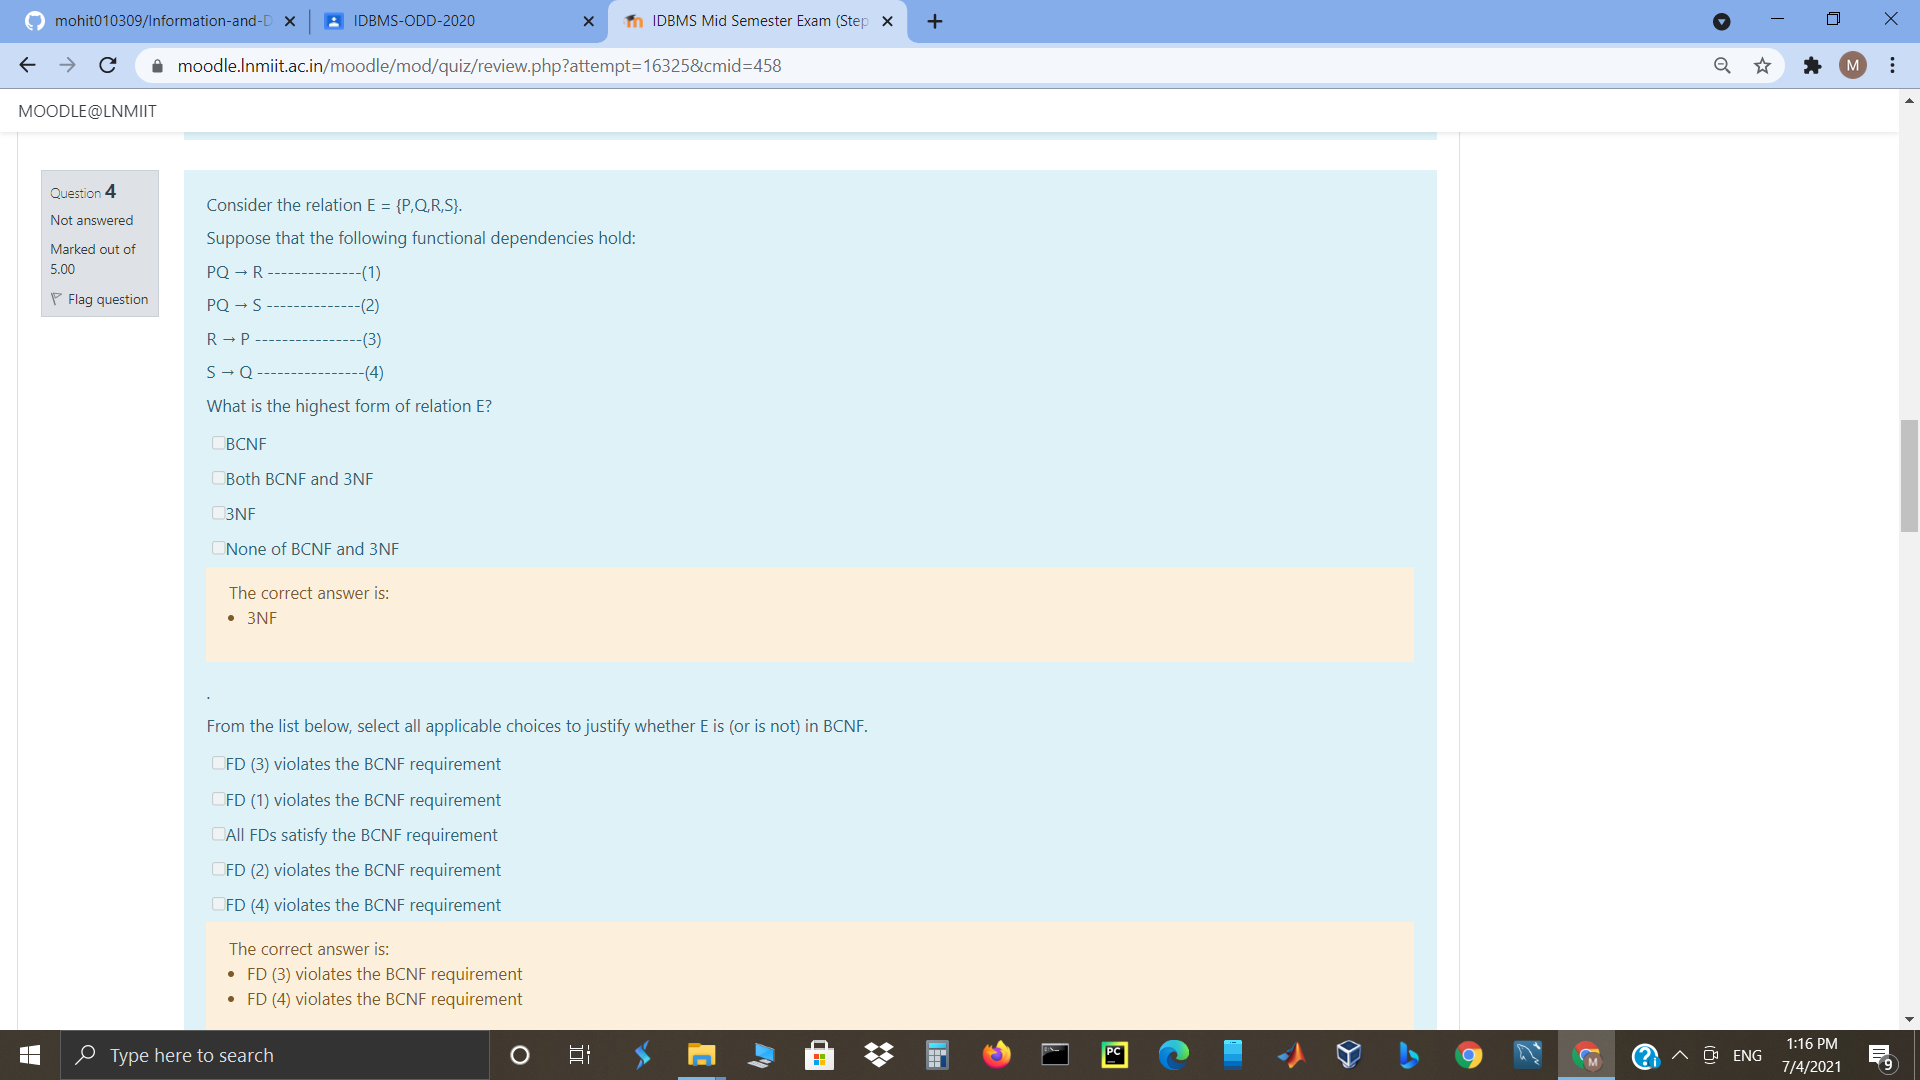 mohit010309/Information-and-D
IDBMS-ODD-2020
IDBMS Mid Semester Exam (Step
moodle.lnmiit.ac.in/moodle/mod/quiz/review.php?attempt=16325&cmid=458
M
MOODLE@LNMIIT
Question 4
Not answered
Marked out of
5.00
Flag question
Consider the relation E = {P,Q,R,S}.
Suppose that the following functional dependencies hold:
PQ → R --------------(1)
PQ → S --------------(2)
R → P ----------------(3)
S → Q ----------------(4)
What is the highest form of relation E?
BCNF
Both BCNF and 3NF
3NF
None of BCNF and 3NF
The correct answer is:
• 3NF
.
From the list below, select all applicable choices to justify whether E is (or is not) in BCNF.
FD (3) violates the BCNF requirement
FD (1) violates the BCNF requirement
All FDs satisfy the BCNF requirement
FD (2) violates the BCNF requirement
FD (4) violates the BCNF requirement
The correct answer is:
• FD (3) violates the BCNF requirement
• FD (4) violates the BCNF requirement
Type here to search
PC
M
ENG
1:16 PM
7/4/2021
9